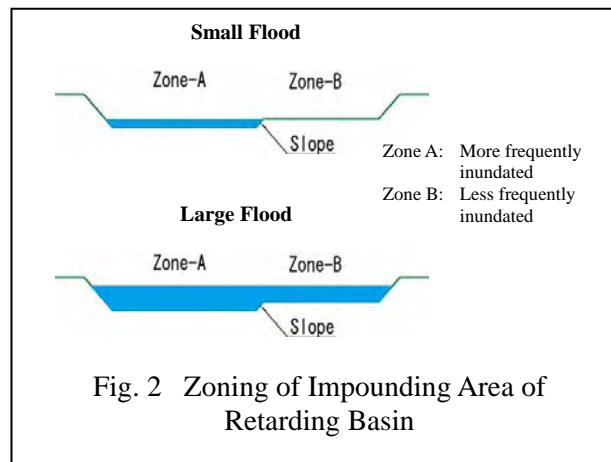 Small Flood
Zone-A Zone-B
Slope
Zone A: More frequently
inundated
Zone B: Less frequently
inundated
Large Flood
Zone-A Zone-B
Slope
Fig. 2 Zoning of Impounding Area of
Retarding Basin